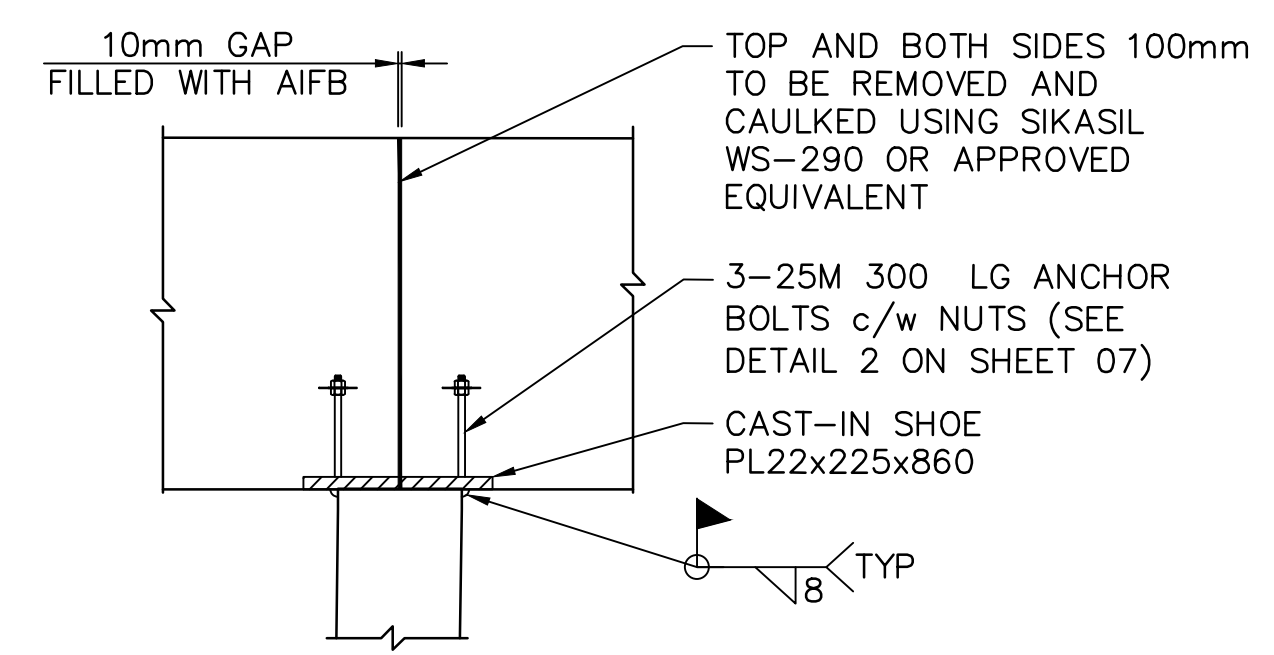 10mm GAP
FILLED WITH AIFB
TOP AND BOTH SIDES 100mm
TO BE REMOVED AND
CAULKED USING SIKASIL
WS-290 OR APPROVED
EQUIVALENT
3-25M 300 LG ANCHOR
BOLTS c/w NUTS (SEE
DETAIL 2 ON SHEET 07)
CAST-IN SHOE
PL22x225x860
TYP
8